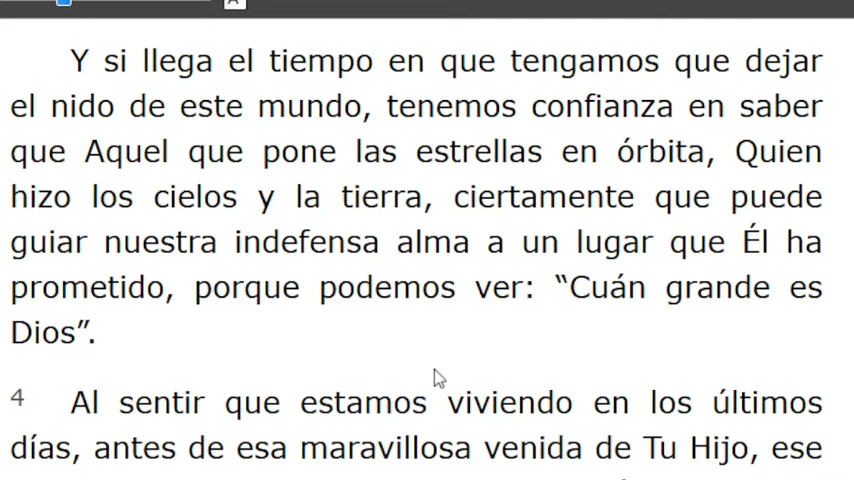 Y si llega el tiempo en que tengamos que dejar
el nido de este mundo, tenemos confianza en saber
que Aquel que pone las estrellas en órbita, Quien
hizo los cielos y la tierra, ciertamente que puede
guiar nuestra indefensa alma a un lugar que Él ha
prometido, porque podemos ver: “Cuán grande es
Dios”.
4 Al sentir que estamos viviendo en los últimos
días, antes de esa maravillosa venida de Tu Hijo, ese